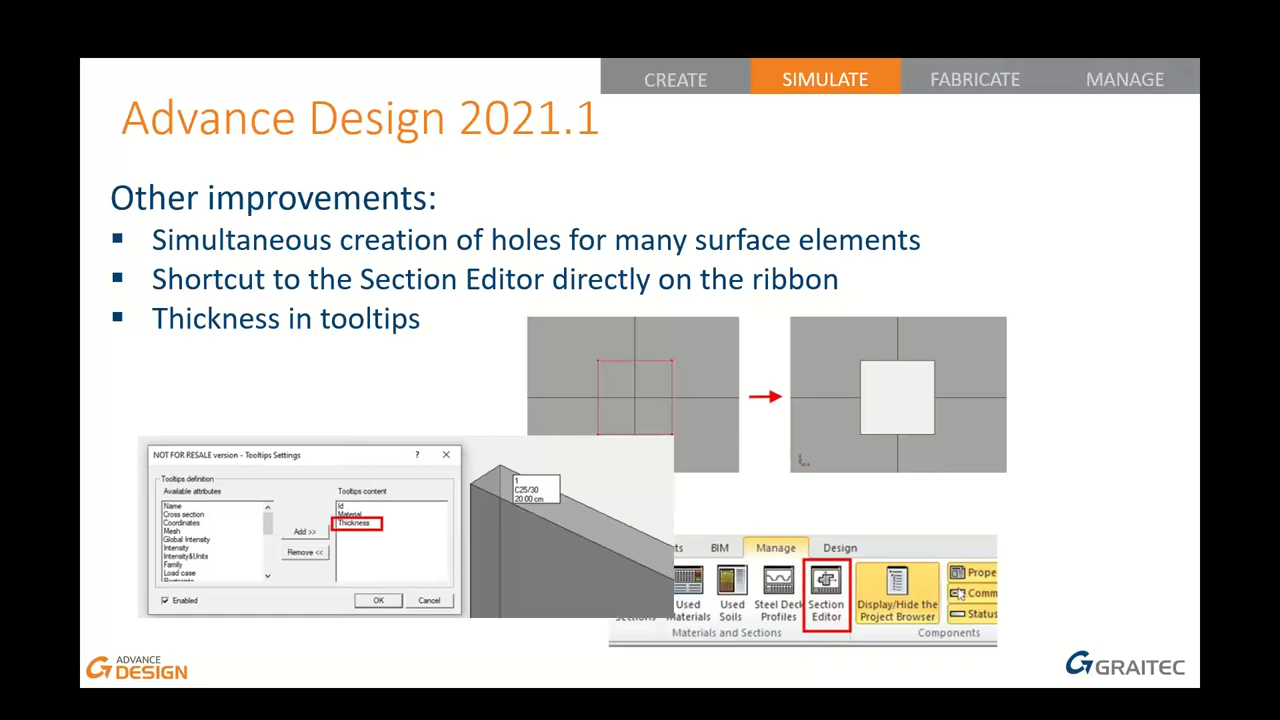 CREATE
SIMULATE
FABRICATE
MANAGE
Advance Design 2021.1
Other improvements:
Simultaneous creation of holes for many surface elements
Shortcut to the Section Editor directly on the ribbon
Thickness in tooltips
NOT FOR RESALE version - Tooltips Settings
?
Tooltips definition
Available attributes
Tooltips content
Name
Cross section
Coordinates
Mesh
Global Intensity
Intensity
Intensity&Units
Family
Load case
Id
Material
Thickness
Add >>
Remove <<
Enabled
OK
Cancel
1
C25/30
20.00 cm
ts
BIM
Manage
Design
Used
Materials
Used
Soils
Steel Deck
Profiles
Section
Editor
Display/Hide the
Project Browser
Prope
Comm
Status
Materials and Sections
Components
ADVANCE
DESIGN
GRAITEC